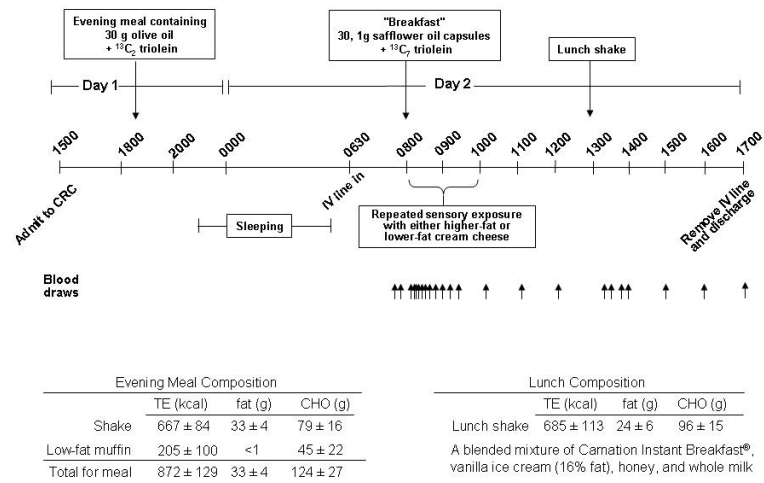 Evening meal containing
30 g olive oil
+ ¹³C₂ triolein
"Breakfast"
30, 1g safflower oil capsules
+ ¹³C₇ triolein
Lunch shake
Day 1
Day 2
1500 1800 2000 0000 0630 0800 0900 1000 1100 1200 1300 1400 1500 1600 1700
Admit to CRC
IV line in
Remove IV line
and discharge
Sleeping
Repeated sensory exposure
with either higher-fat or
lower-fat cream cheese
Blood
draws
Evening Meal Composition
TE (kcal) fat (g) CHO (g)
Shake 667 ± 84 33 ± 4 79 ± 16
Low-fat muffin 205 ± 100 <1 45 ± 22
Total for meal 872 ± 129 33 ± 4 124 ± 27
Lunch Composition
TE (kcal) fat (g) CHO (g)
Lunch shake 685 ± 113 24 ± 6 96 ± 15
A blended mixture of Carnation Instant Breakfast®,
vanilla ice cream (16% fat), honey, and whole milk